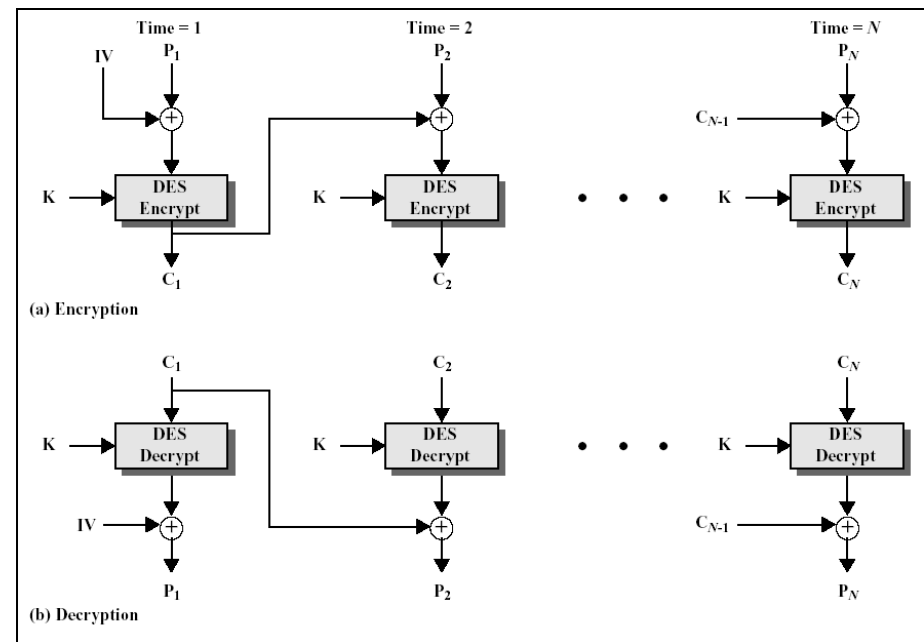 Time = 1 Time = 2 Time = N
IV P1 P2 PN
CN-1
K DES Encrypt K DES Encrypt K DES Encrypt
C1 C2 CN
(a) Encryption
C1 C2 CN
K DES Decrypt K DES Decrypt K DES Decrypt
IV CN-1
P1 P2 PN
(b) Decryption